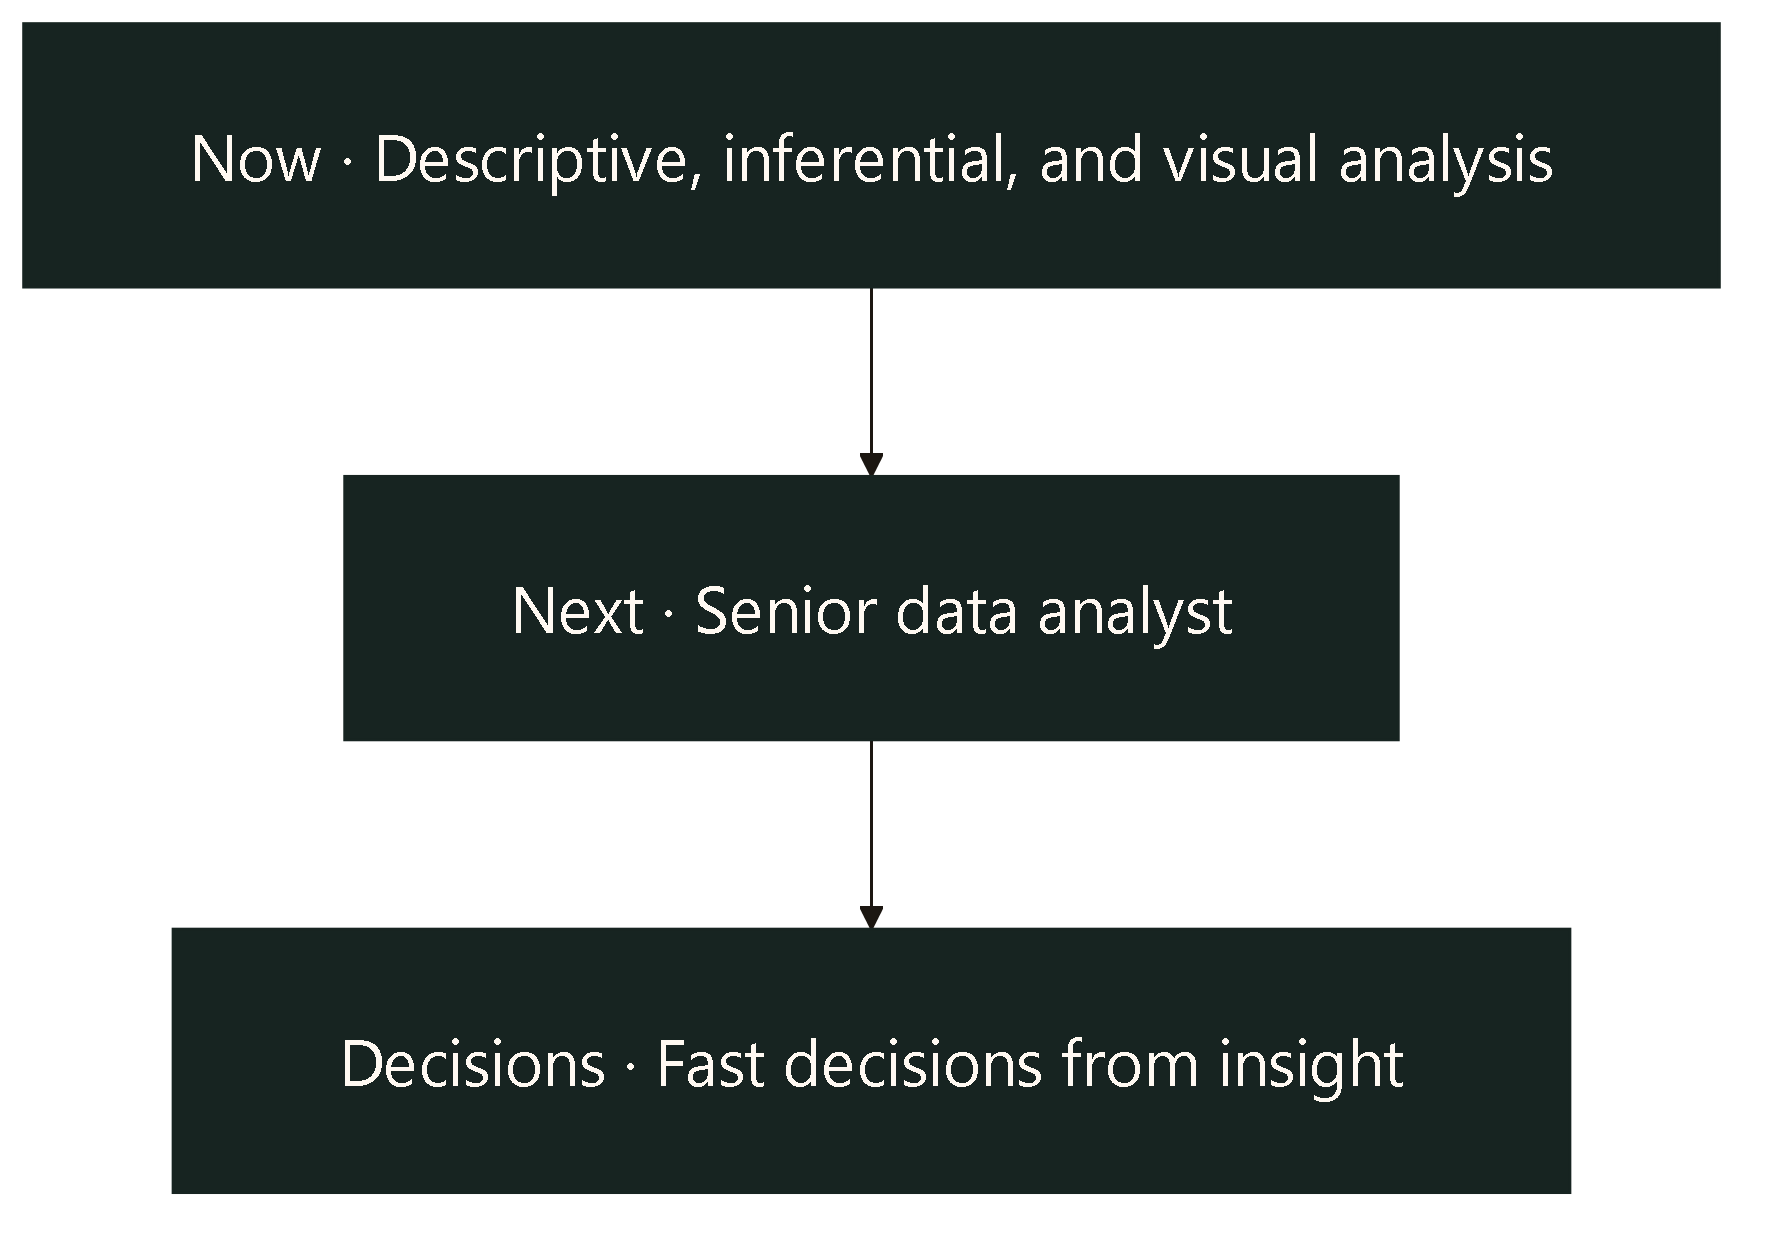 Now · Descriptive, inferential, and visual analysis
Next · Senior data analyst
Decisions · Fast decisions from insight